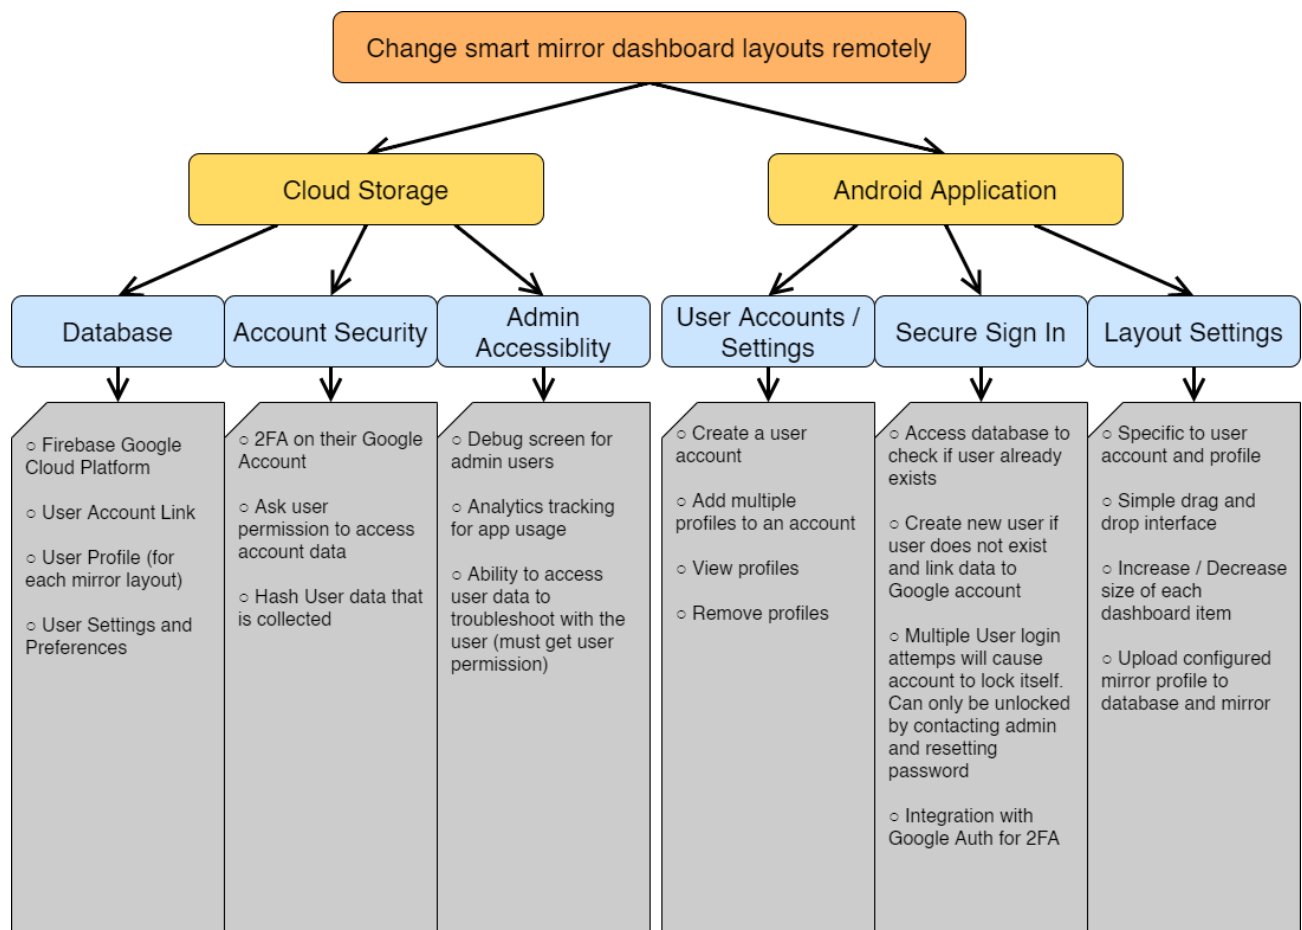 Change smart mirror dashboard layouts remotely
Cloud Storage
Android Application
Database
Account Security
Admin
Accessiblity
User Accounts /
Settings
Secure Sign In
Layout Settings
○ Firebase Google
Cloud Platform
○ User Account Link
○ User Profile (for
each mirror layout)
○ User Settings and
Preferences
○ 2FA on their Google
Account
○ Ask user
permission to access
account data
○ Hash User data that
is collected
○ Debug screen for
admin users
○ Analytics tracking
for app usage
○ Ability to access
user data to
troubleshoot with the
user (must get user
permission)
○ Create a user
account
○ Add multiple
profiles to an account
○ View profiles
○ Remove profiles
○ Access database to
check if user already
exists
○ Create new user if
user does not exist
and link data to
Google account
○ Multiple User login
attemps will cause
account to lock itself.
Can only be unlocked
by contacting admin
and resetting
password
○ Integration with
Google Auth for 2FA
○ Specific to user
account and profile
○ Simple drag and
drop interface
○ Increase / Decrease
size of each
dashboard item
○ Upload configured
mirror profile to
database and mirror